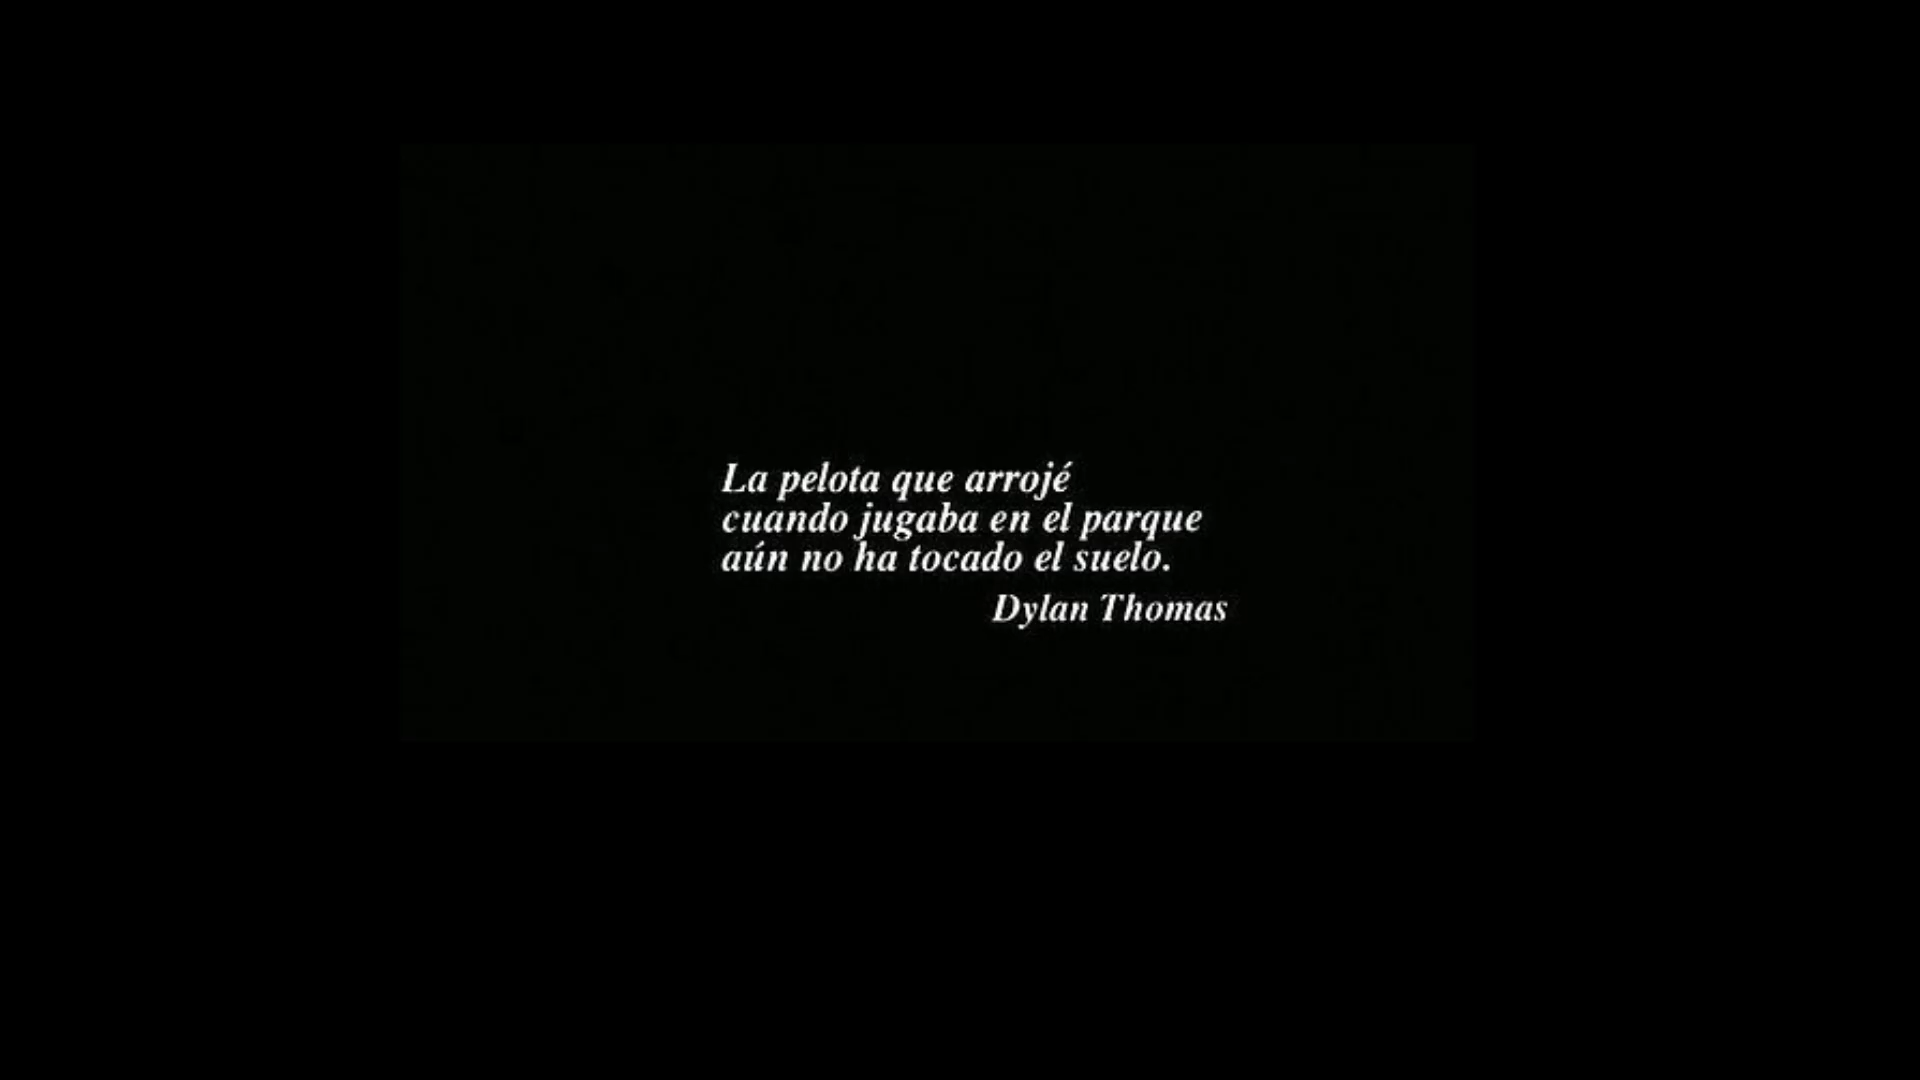 La pelota que arrojé
cuando jugaba en el parque
aún no ha tocado el suelo.
Dylan Thomas